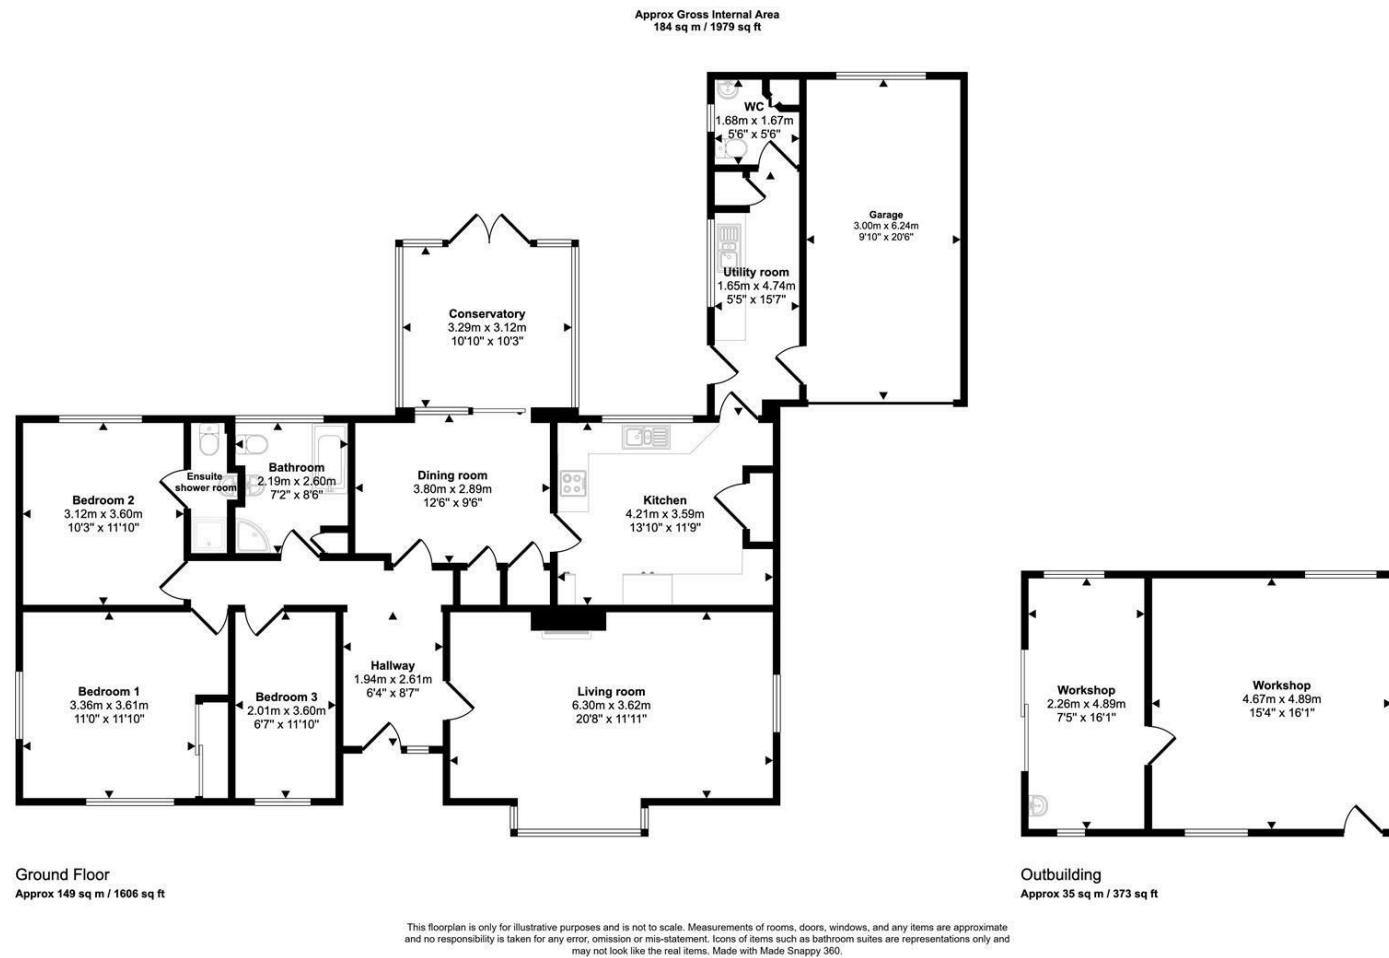 Approx Gross Internal Area
184 sq m / 1979 sq ft
WC
1.68m x 1.67m
5'6" x 5'6"
Garage
3.00m x 6.24m
9'10" x 20'6"
Utility room
1.65m x 4.74m
5'5" x 15'7"
Conservatory
3.29m x 3.12m
10'10" x 10'3"
Ensuite
shower room
Bathroom
2.19m x 2.60m
7'2" x 8'6"
Dining room
3.80m x 2.89m
12'6" x 9'6"
Bedroom 2
3.12m x 3.60m
10'3" x 11'10"
Kitchen
4.21m x 3.59m
13'10" x 11'9"
Hallway
1.94m x 2.61m
6'4" x 8'7"
Bedroom 1
3.36m x 3.61m
11'0" x 11'10"
Bedroom 3
2.01m x 3.60m
6'7" x 11'10"
Living room
6.30m x 3.62m
20'8" x 11'11"
Workshop
2.26m x 4.89m
7'5" x 16'1"
Workshop
4.67m x 4.89m
15'4" x 16'1"
Ground Floor
Approx 149 sq m / 1606 sq ft
Outbuilding
Approx 35 sq m / 373 sq ft
This floorplan is only for illustrative purposes and is not to scale. Measurements of rooms, doors, windows, and any items are approximate
and no responsibility is taken for any error, omission or mis-statement. Icons of items such as bathroom suites are representations only and
may not look like the real items. Made with Made Snappy 360.